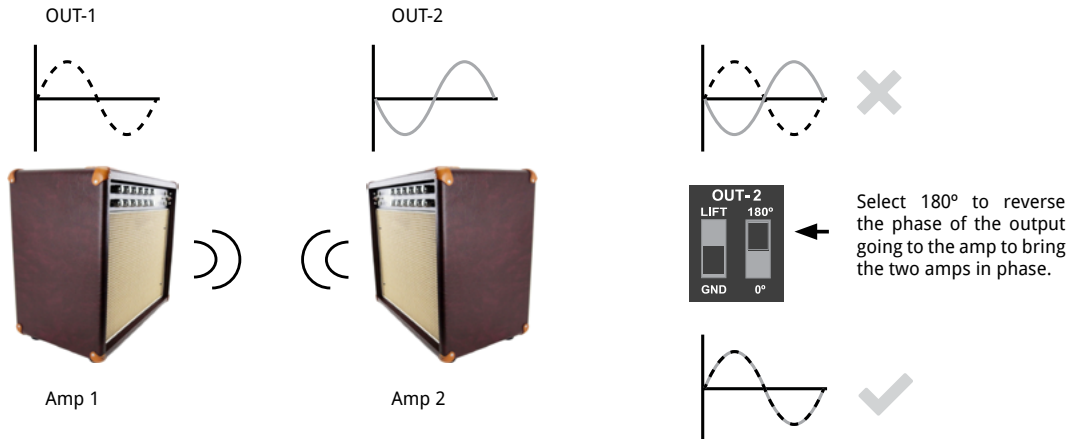 OUT-1
OUT-2
OUT-2
LIFT 180º
GND 0º
Select 180º to reverse
the phase of the output
going to the amp to bring
the two amps in phase.
Amp 1
Amp 2